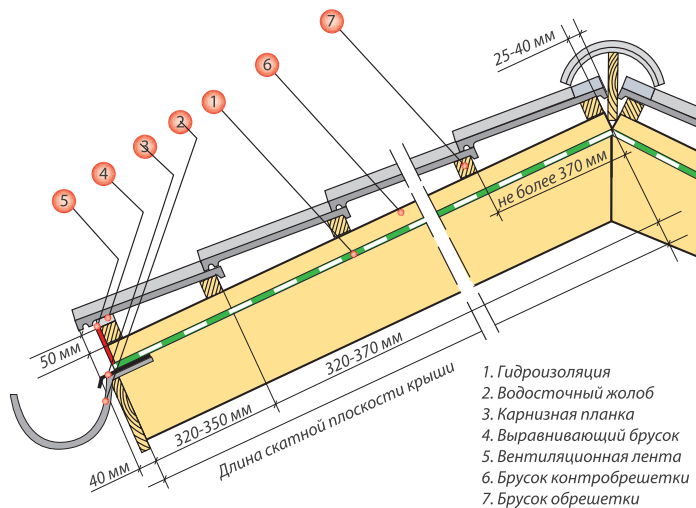 7
25-40 мм
6
1
2
3
4
5
не более 370 мм
50 мм
320-370 мм
320-350 мм
40 мм
Длина скатной плоскости крыши
1. Гидроизоляция
2. Водосточный жолоб
3. Карнизная планка
4. Выравнивающий брусок
5. Вентиляционная лента
6. Брусок контробрешетки
7. Брусок обрешетки